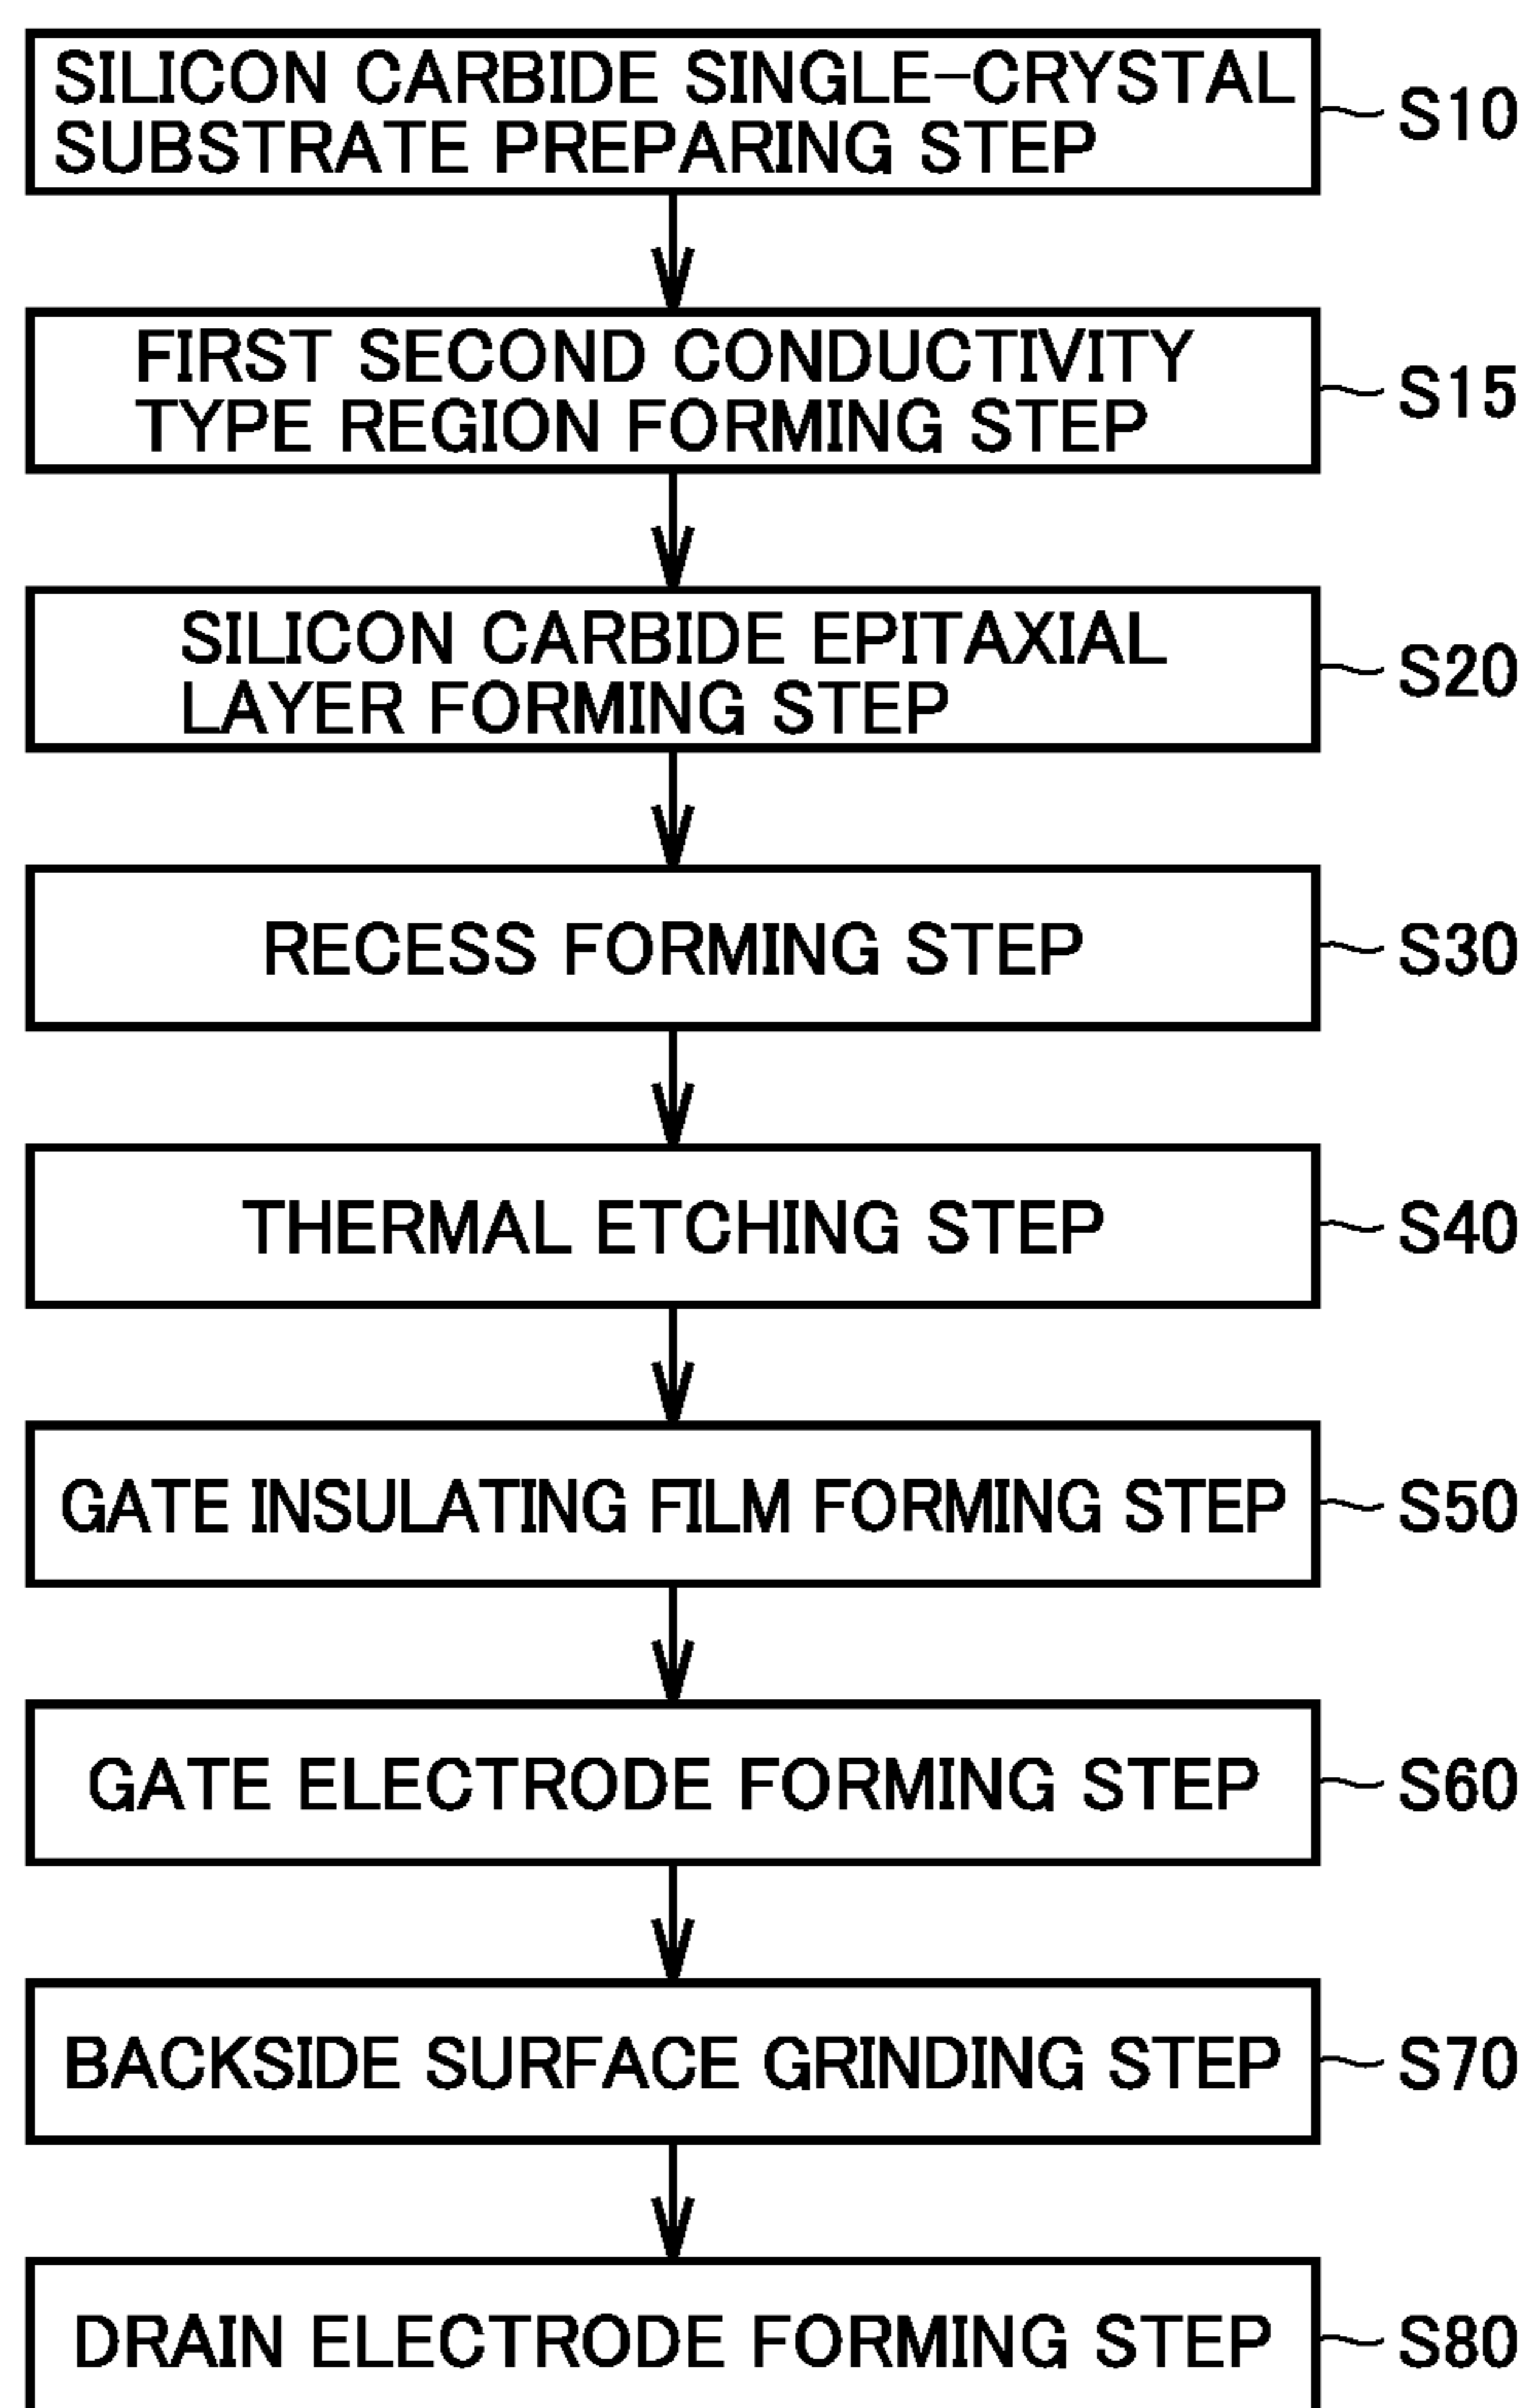 SILICON CARBIDE SINGLE-CRYSTAL
SUBSTRATE PREPARING STEP
S10
FIRST SECOND CONDUCTIVITY
TYPE REGION FORMING STEP
S15
SILICON CARBIDE EPITAXIAL
LAYER FORMING STEP
S20
RECESS FORMING STEP
S30
THERMAL ETCHING STEP
S40
GATE INSULATING FILM FORMING STEP
S50
GATE ELECTRODE FORMING STEP
S60
BACKSIDE SURFACE GRINDING STEP
S70
DRAIN ELECTRODE FORMING STEP
S80